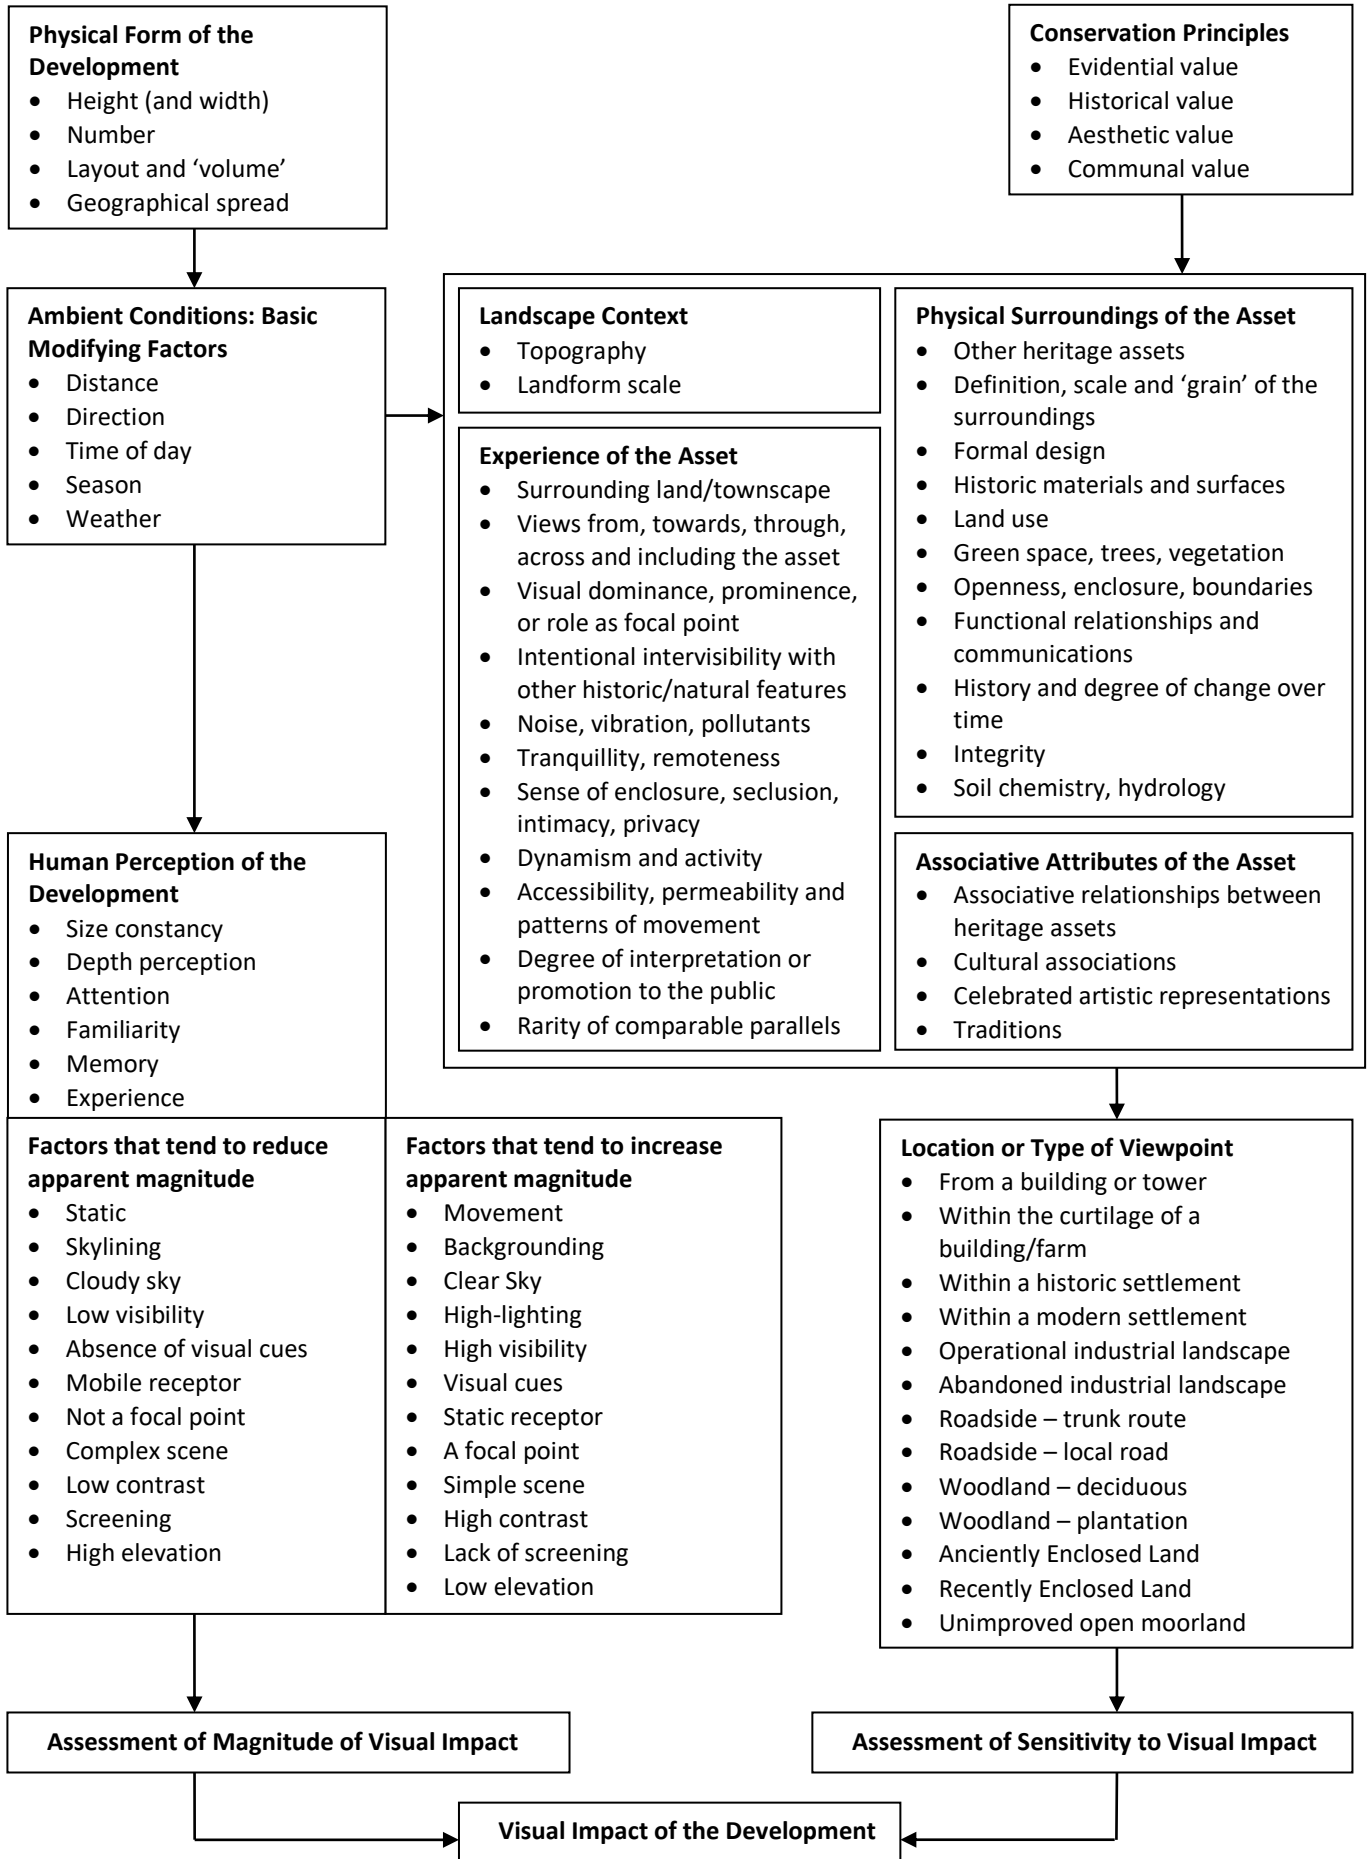 Physical Form of the
Development
• Height (and width)
• Number
• Layout and ‘volume’
• Geographical spread
Conservation Principles
• Evidential value
• Historical value
• Aesthetic value
• Communal value
Ambient Conditions: Basic
Modifying Factors
• Distance
• Direction
• Time of day
• Season
• Weather
Landscape Context
• Topography
• Landform scale
Experience of the Asset
• Surrounding land/townscape
• Views from, towards, through,
across and including the asset
• Visual dominance, prominence,
or role as focal point
• Intentional intervisibility with
other historic/natural features
• Noise, vibration, pollutants
• Tranquillity, remoteness
• Sense of enclosure, seclusion,
intimacy, privacy
• Dynamism and activity
• Accessibility, permeability and
patterns of movement
• Degree of interpretation or
promotion to the public
• Rarity of comparable parallels
Physical Surroundings of the Asset
• Other heritage assets
• Definition, scale and ‘grain’ of the
surroundings
• Formal design
• Historic materials and surfaces
• Land use
• Green space, trees, vegetation
• Openness, enclosure, boundaries
• Functional relationships and
communications
• History and degree of change over
time
• Integrity
• Soil chemistry, hydrology
Associative Attributes of the Asset
• Associative relationships between
heritage assets
• Cultural associations
• Celebrated artistic representations
• Traditions
Human Perception of the
Development
• Size constancy
• Depth perception
• Attention
• Familiarity
• Memory
• Experience
Factors that tend to reduce
apparent magnitude
• Static
• Skylining
• Cloudy sky
• Low visibility
• Absence of visual cues
• Mobile receptor
• Not a focal point
• Complex scene
• Low contrast
• Screening
• High elevation
Factors that tend to increase
apparent magnitude
• Movement
• Backgrounding
• Clear Sky
• High-lighting
• High visibility
• Visual cues
• Static receptor
• A focal point
• Simple scene
• High contrast
• Lack of screening
• Low elevation
Location or Type of Viewpoint
• From a building or tower
• Within the curtilage of a
building/farm
• Within a historic settlement
• Within a modern settlement
• Operational industrial landscape
• Abandoned industrial landscape
• Roadside – trunk route
• Roadside – local road
• Woodland – deciduous
• Woodland – plantation
• Anciently Enclosed Land
• Recently Enclosed Land
• Unimproved open moorland
Assessment of Magnitude of Visual Impact
Assessment of Sensitivity to Visual Impact
Visual Impact of the Development